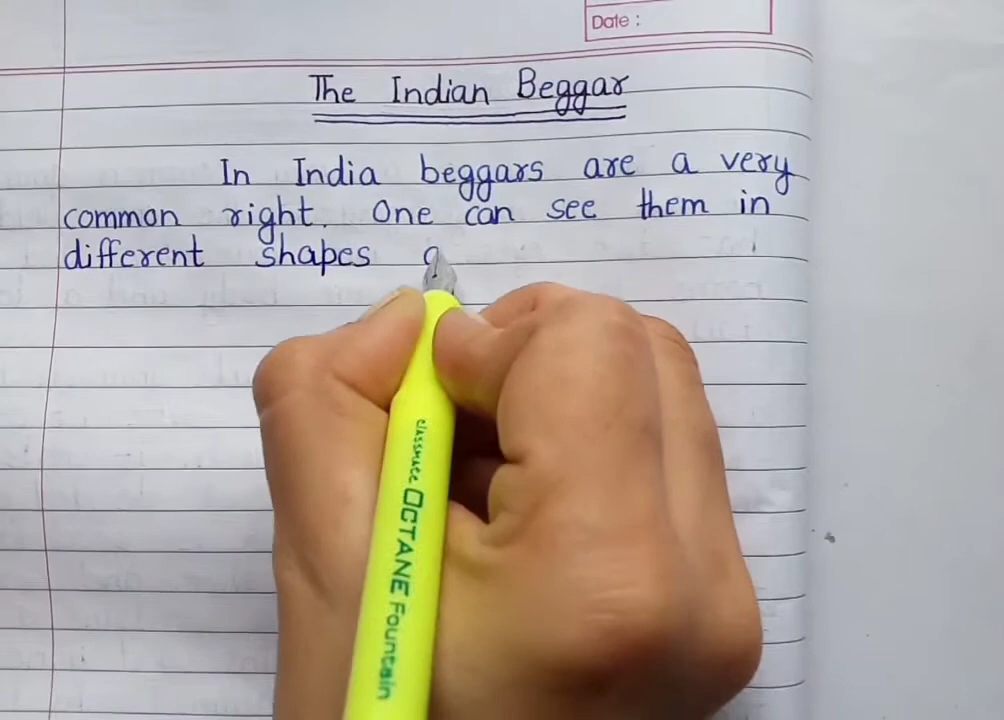 Date :
The Indian Beggar
In India beggars are a very
common right. One can see them in
different shapes a
classmate OCTANE Fountain